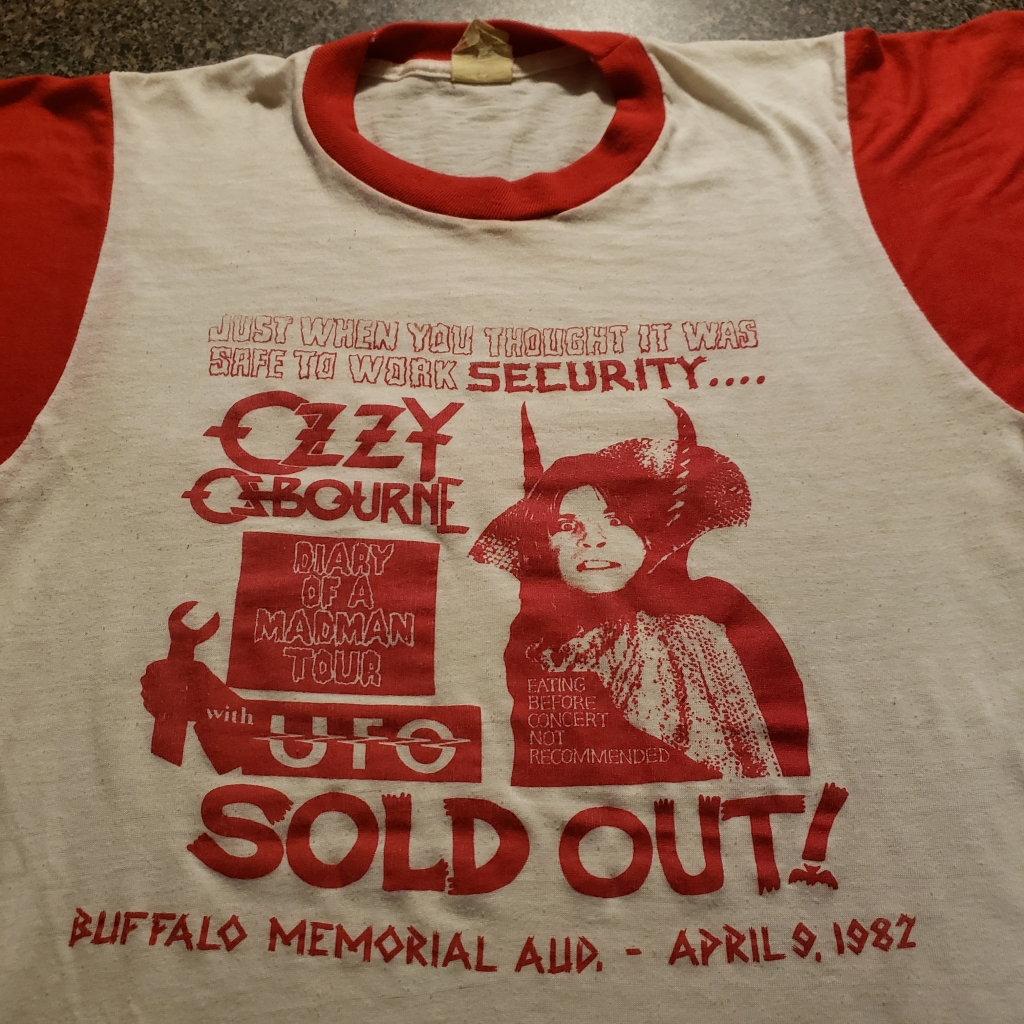 JUST WHEN YOU THOUGHT IT WAS
SAFE TO WORK SECURITY....
OZZY
OSBOURNE
DIARY
OF A
MADMAN
TOUR
with UFO
EATING
BEFORE
CONCERT
NOT
RECOMMENDED
SOLD OUT!
BUFFALO MEMORIAL AUD. - APRIL 9, 1982